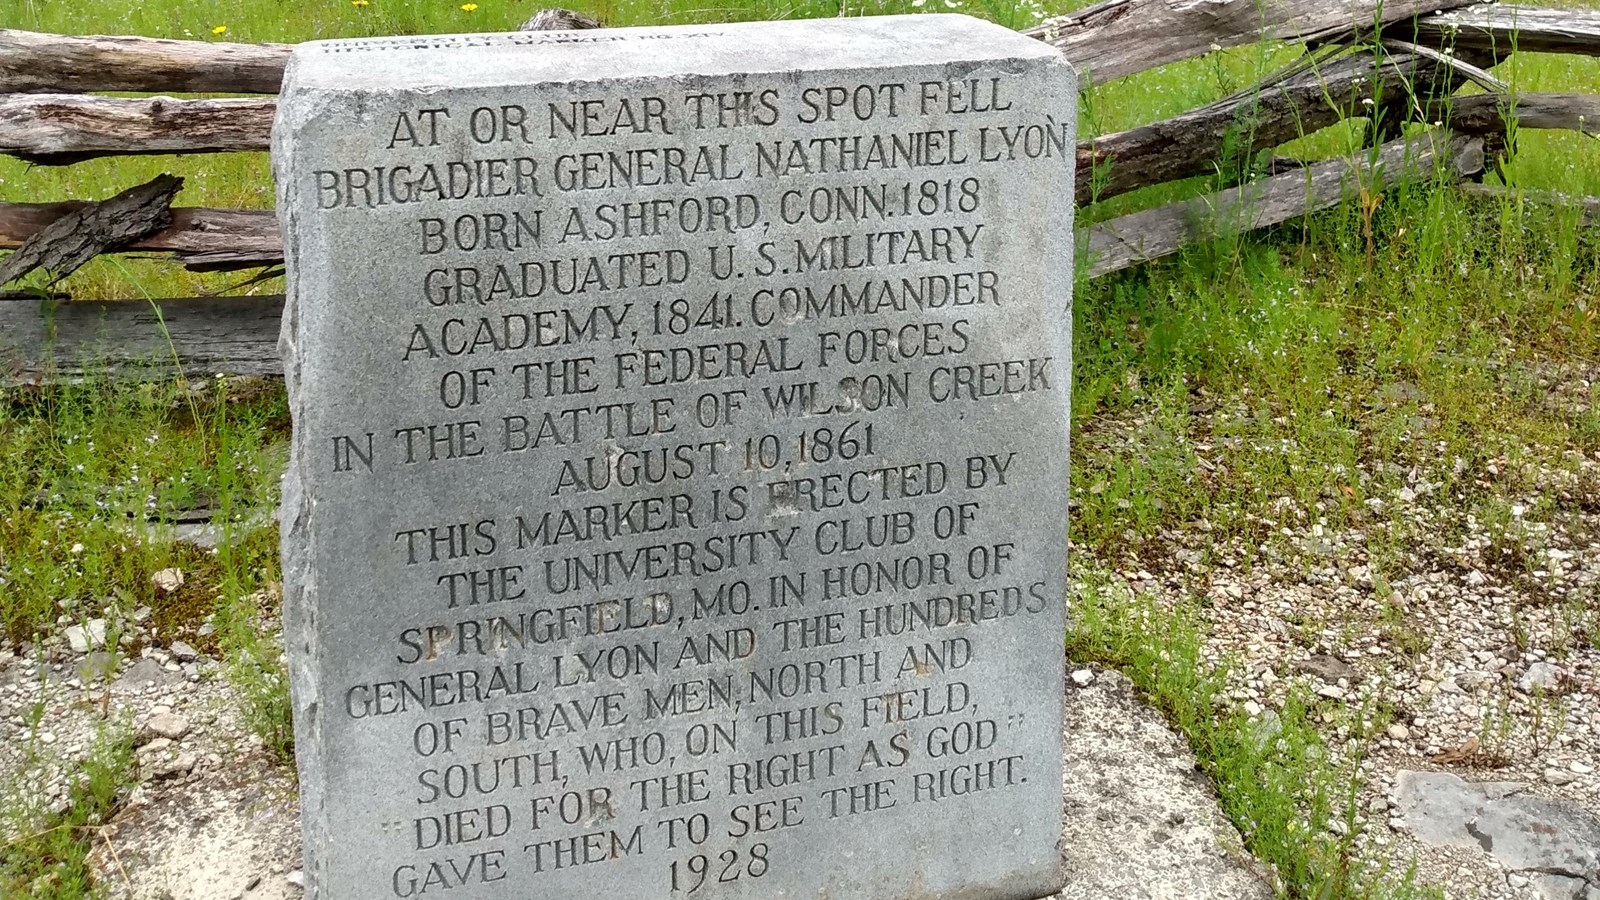 AT OR NEAR THIS SPOT FELL
BRIGADIER GENERAL NATHANIEL LYON
BORN ASHFORD, CONN. 1818
GRADUATED U. S. MILITARY
ACADEMY, 1841. COMMANDER
OF THE FEDERAL FORCES
IN THE BATTLE OF WILSON CREEK
AUGUST 10, 1861
THIS MARKER IS ERECTED BY
THE UNIVERSITY CLUB OF
SPRINGFIELD, MO. IN HONOR OF
GENERAL LYON AND THE HUNDREDS
OF BRAVE MEN, NORTH AND
SOUTH, WHO, ON THIS FIELD,
"DIED FOR THE RIGHT AS GOD"
GAVE THEM TO SEE THE RIGHT.
1928